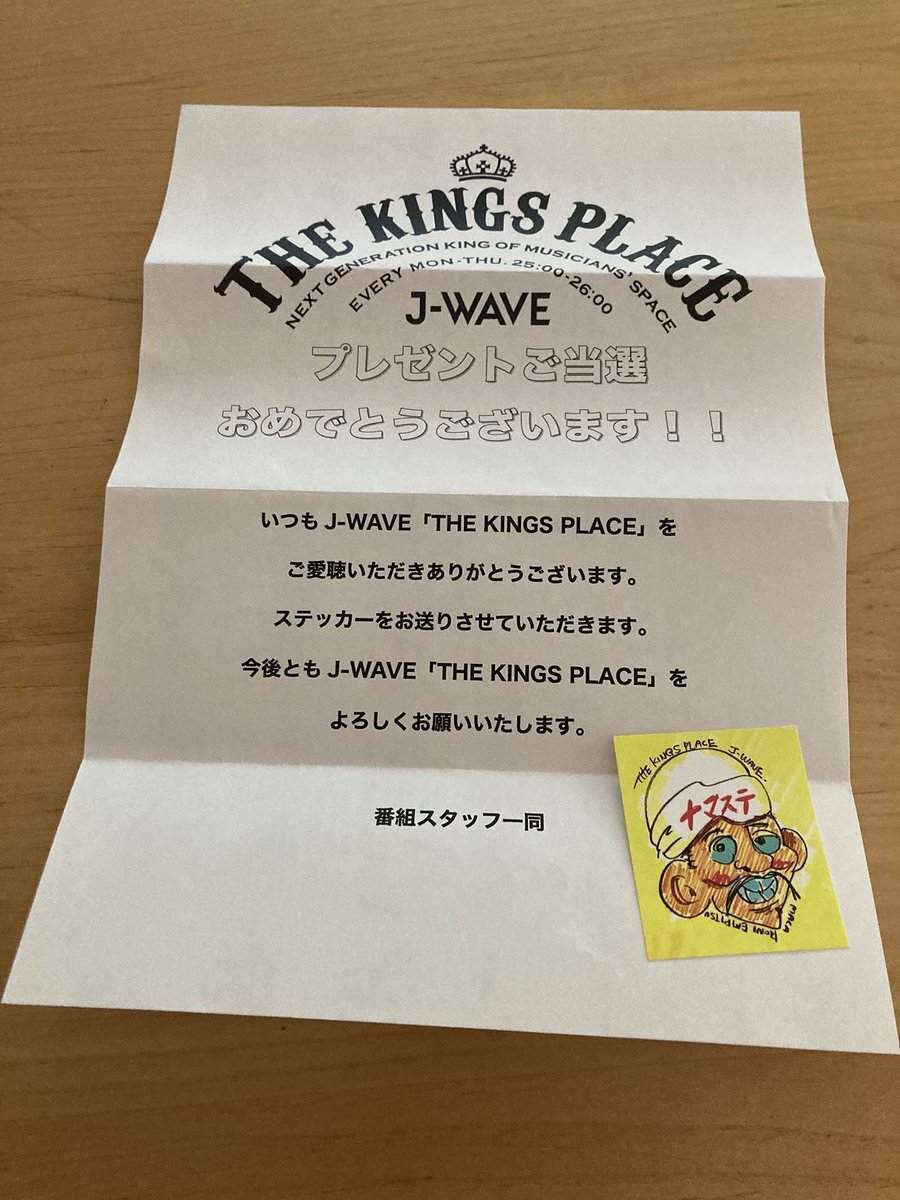 THE KINGS PLACE
NEXT GENERATION KING OF MUSICIANS' SPACE
EVERY MON-THU. 25:00-26:00
J-WAVE
プレゼントご当選
おめでとうございます！！
いつも J-WAVE「THE KINGS PLACE」を
ご愛聴いただきありがとうございます。
ステッカーをお送りさせていただきます。
今後とも J-WAVE「THE KINGS PLACE」を
よろしくお願いいたします。
番組スタッフ一同
THE KINGS PLACE J-WAVE.
ナマステ
MACARONI EMPITSU